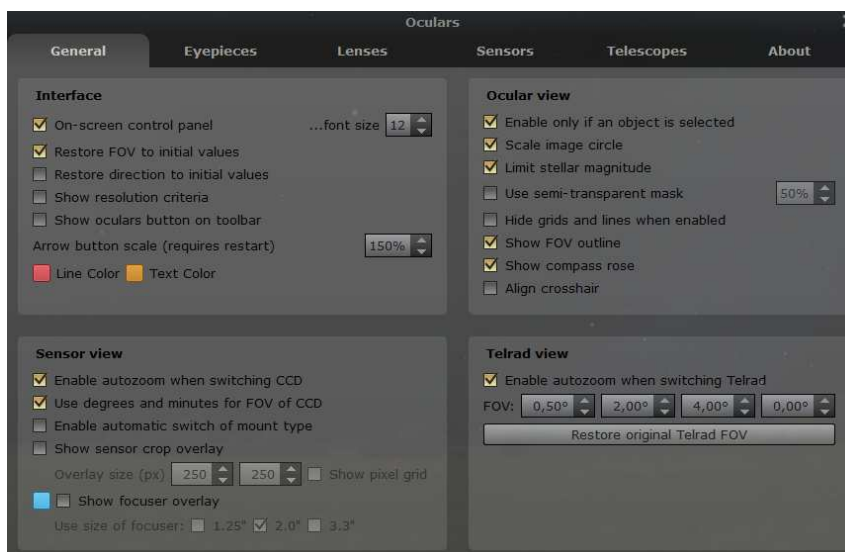 Oculars
General Eyepieces Lenses Sensors Telescopes About
Interface
On-screen control panel ...font size 12
Restore FOV to initial values
Restore direction to initial values
Show resolution criteria
Show oculars button on toolbar
Arrow button scale (requires restart) 150%
Line Color Text Color
Ocular view
Enable only if an object is selected
Scale image circle
Limit stellar magnitude
Use semi-transparent mask 50%
Hide grids and lines when enabled
Show FOV outline
Show compass rose
Align crosshair
Sensor view
Enable autozoom when switching CCD
Use degrees and minutes for FOV of CCD
Enable automatic switch of mount type
Show sensor crop overlay
Overlay size (px) 250 250 Show pixel grid
Show focuser overlay
Use size of focuser: 1.25" 2.0" 3.3"
Telrad view
Enable autozoom when switching Telrad
FOV: 0,50° 2,00° 4,00° 0,00°
Restore original Telrad FOV